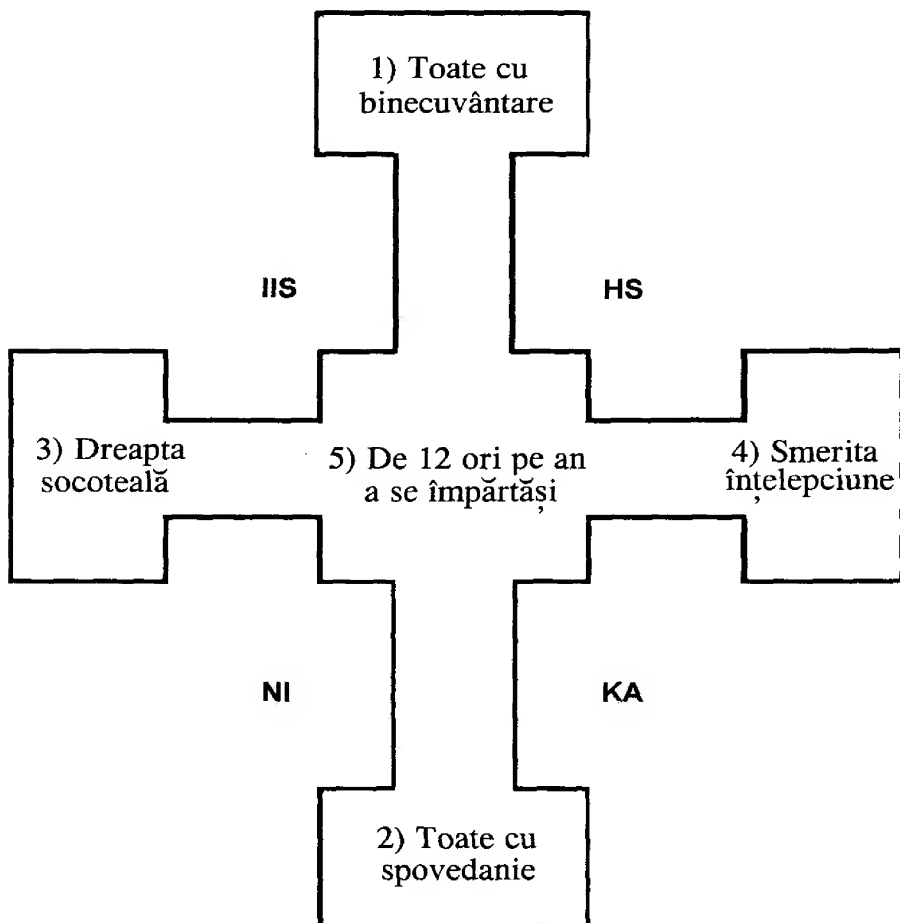 1) Toate cu
binecuvântare
IIS
HS
3) Dreapta
socoteală
5) De 12 ori pe an
a se împărtăși
4) Smerita
înțelepciune
NI
KA
2) Toate cu
spovedanie